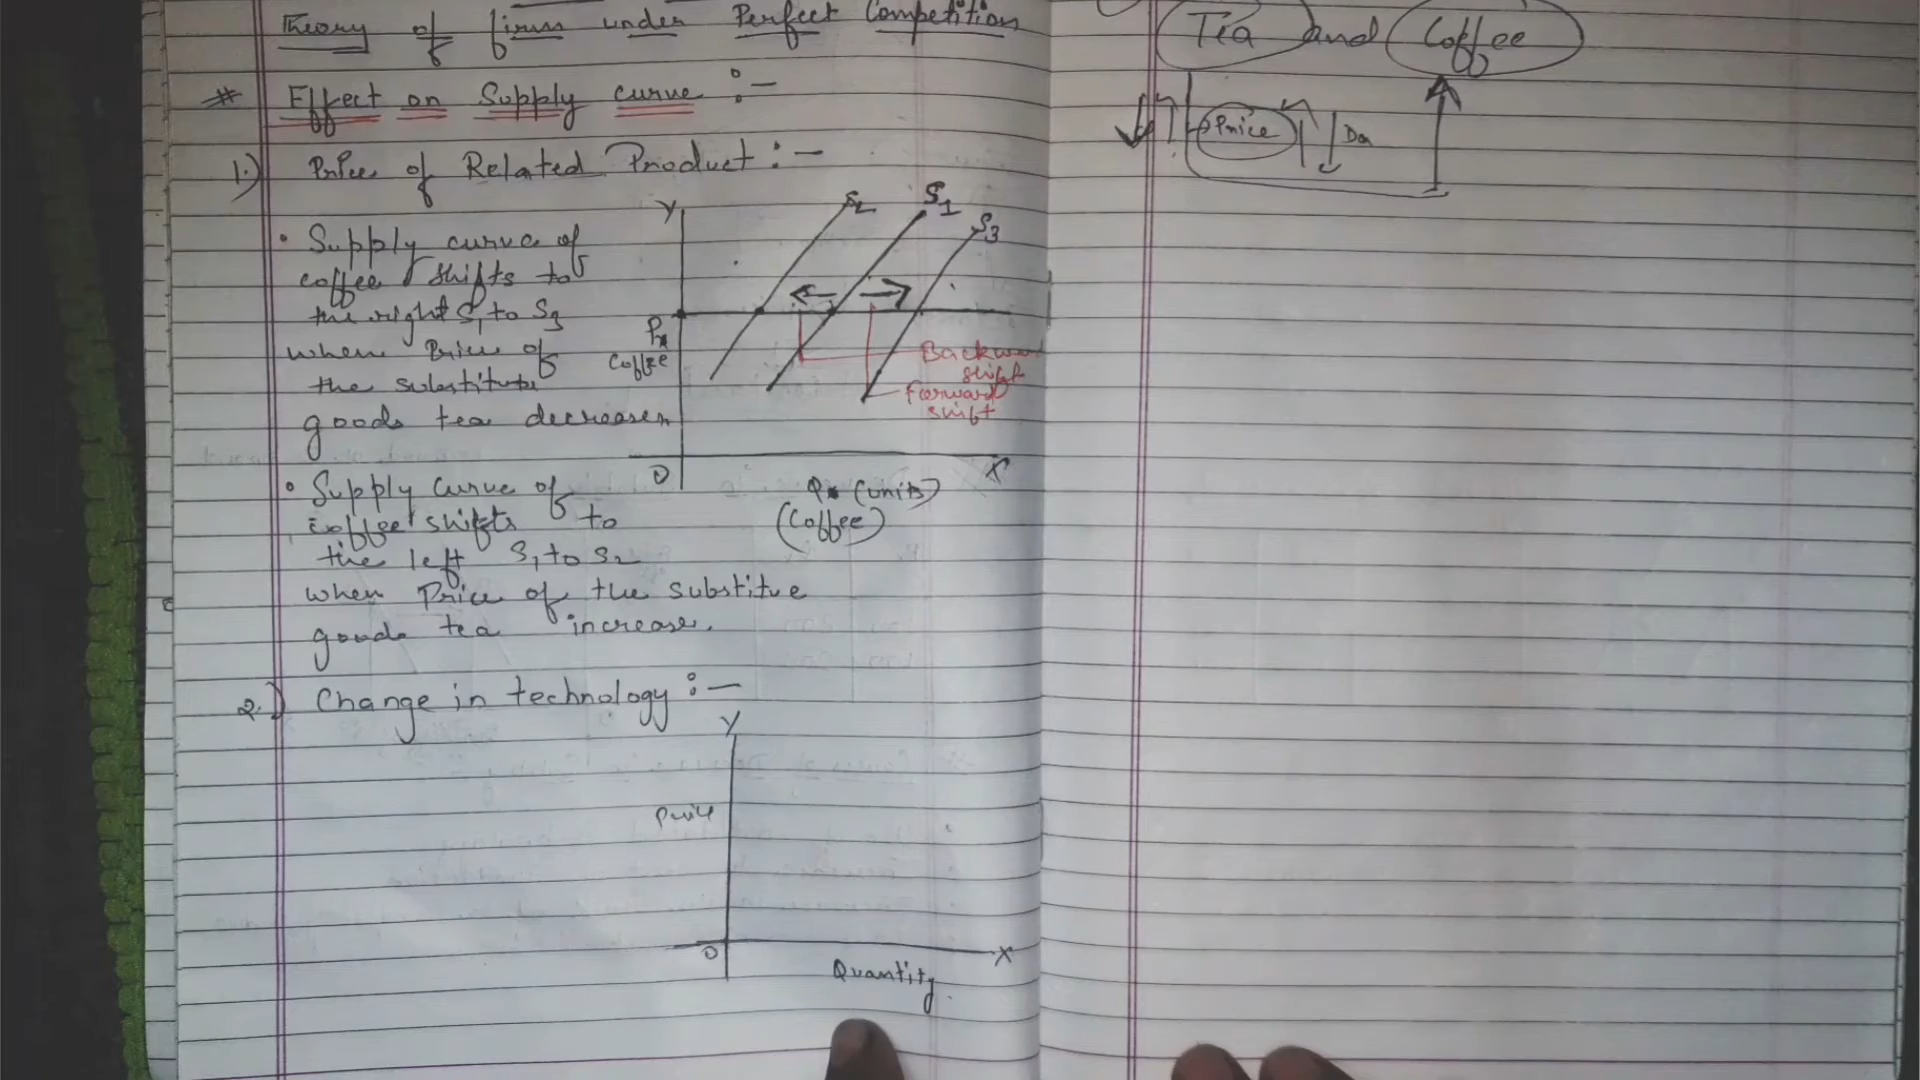 Theory of firm under Perfect Competition
# Effect on Supply curve :-
1.) Price of Related Product :-
• Supply curve of
coffee shifts to
the right S1 to S3
when Price of
the substitute
goods tea decreases
Y
S2
S1
S3
Px
Coffee
Backward
shift
Forward
shift
O
X
Qx (units)
(Coffee)
• Supply curve of
coffee shifts to
the left S1 to S2
when Price of the substitue
goods tea increase.
2.) Change in technology :-
Y
Price
O
X
Quantity
Tea and Coffee
Price